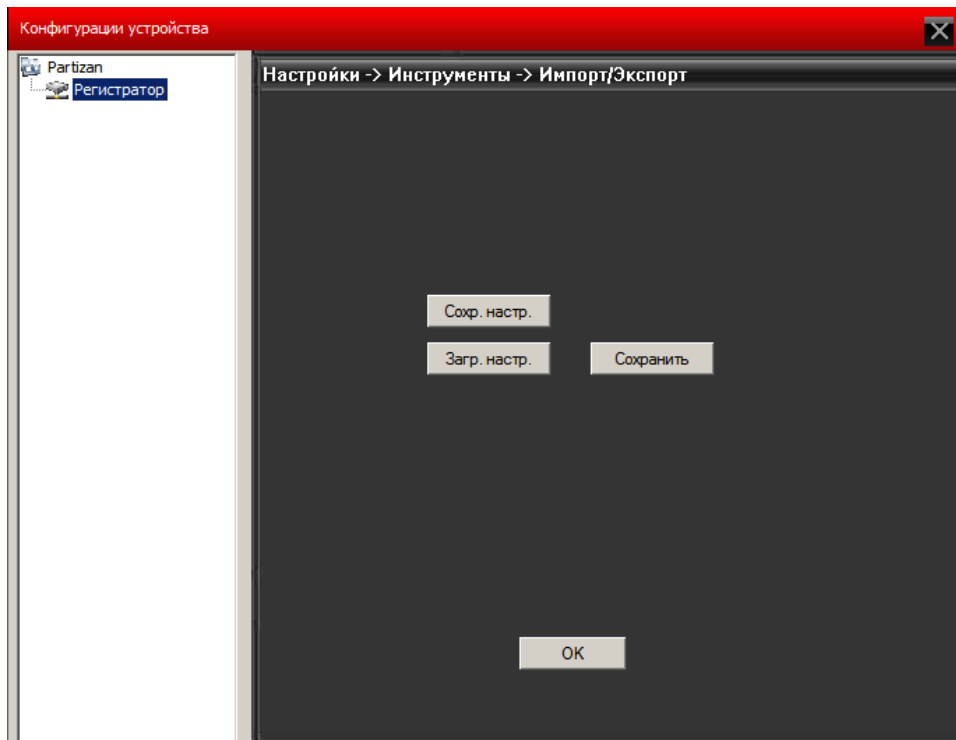 Конфигурации устройства
Partizan
Регистратор
Настройки -> Инструменты -> Импорт/Экспорт
Сохр. настр.
Загр. настр.
Сохранить
OK